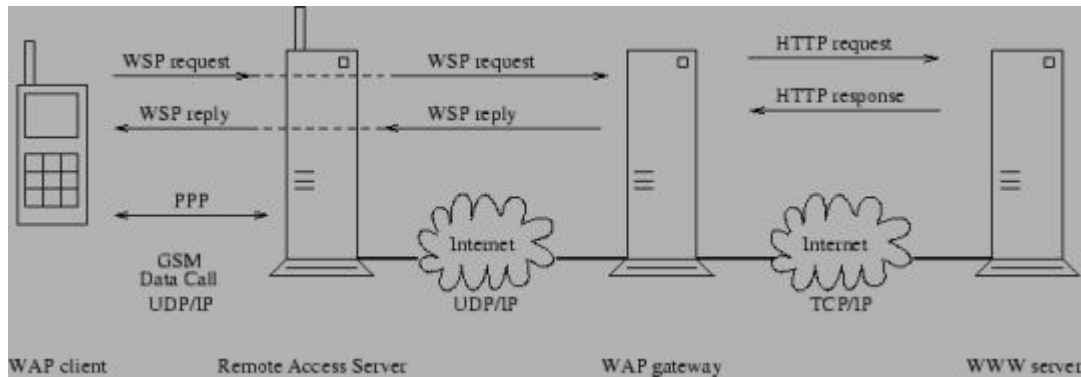 WSP request
WSP request
HTTP request
WSP reply
WSP reply
HTTP response
PPP
Internet
Internet
GSM
Data Call
UDP/IP
UDP/IP
TCP/IP
WAP client
Remote Access Server
WAP gateway
WWW server